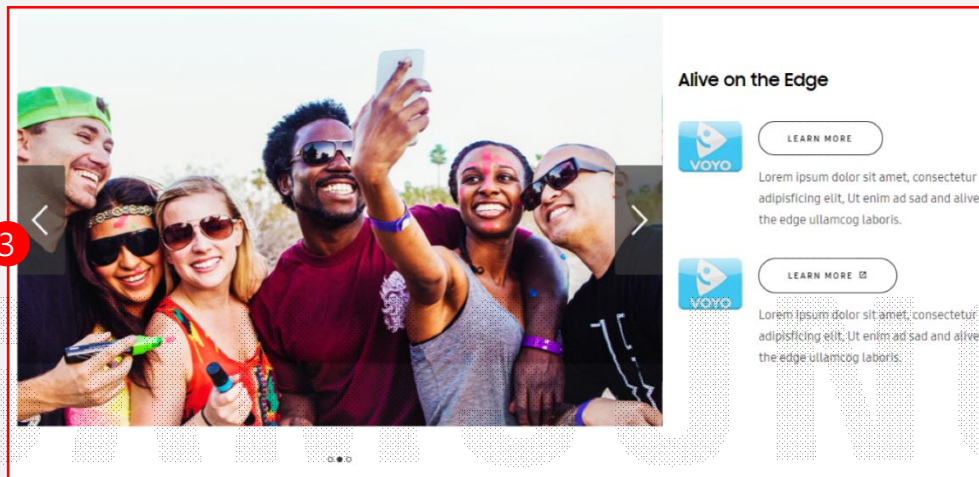 3
Alive on the Edge
VOYO
LEARN MORE
Lorem ipsum dolor sit amet, consectetur
adipisficing elit, Ut enim ad sad and alive
the edge ullamcog laboris.
VOYO
LEARN MORE
Lorem ipsum dolor sit amet, consectetur
adipisficing elit, Ut enim ad sad and alive
the edge ullamcog laboris.